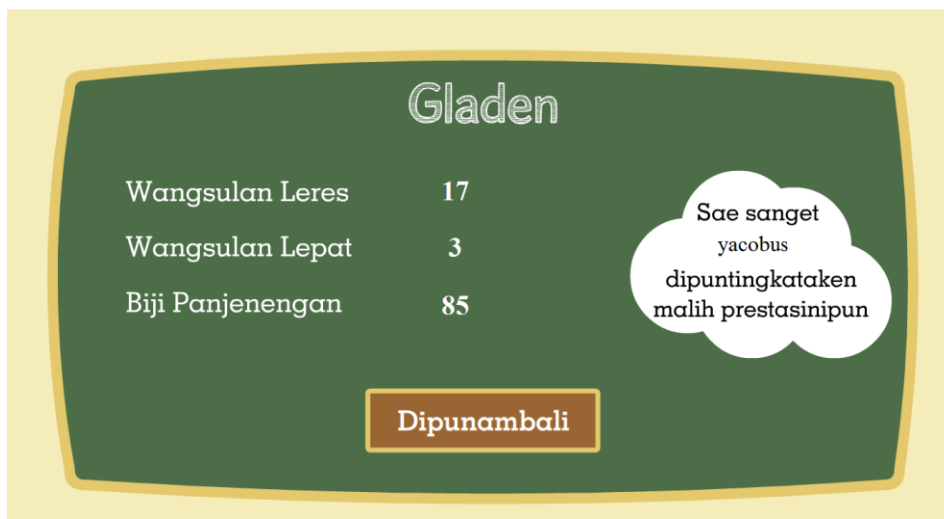 Gladen
Wangsulan Leres 17
Wangsulan Lepat 3
Biji Panjenengan 85
Sae sanget
yacobus
dipuntingkataken
malih prestasinipun
Dipunambali